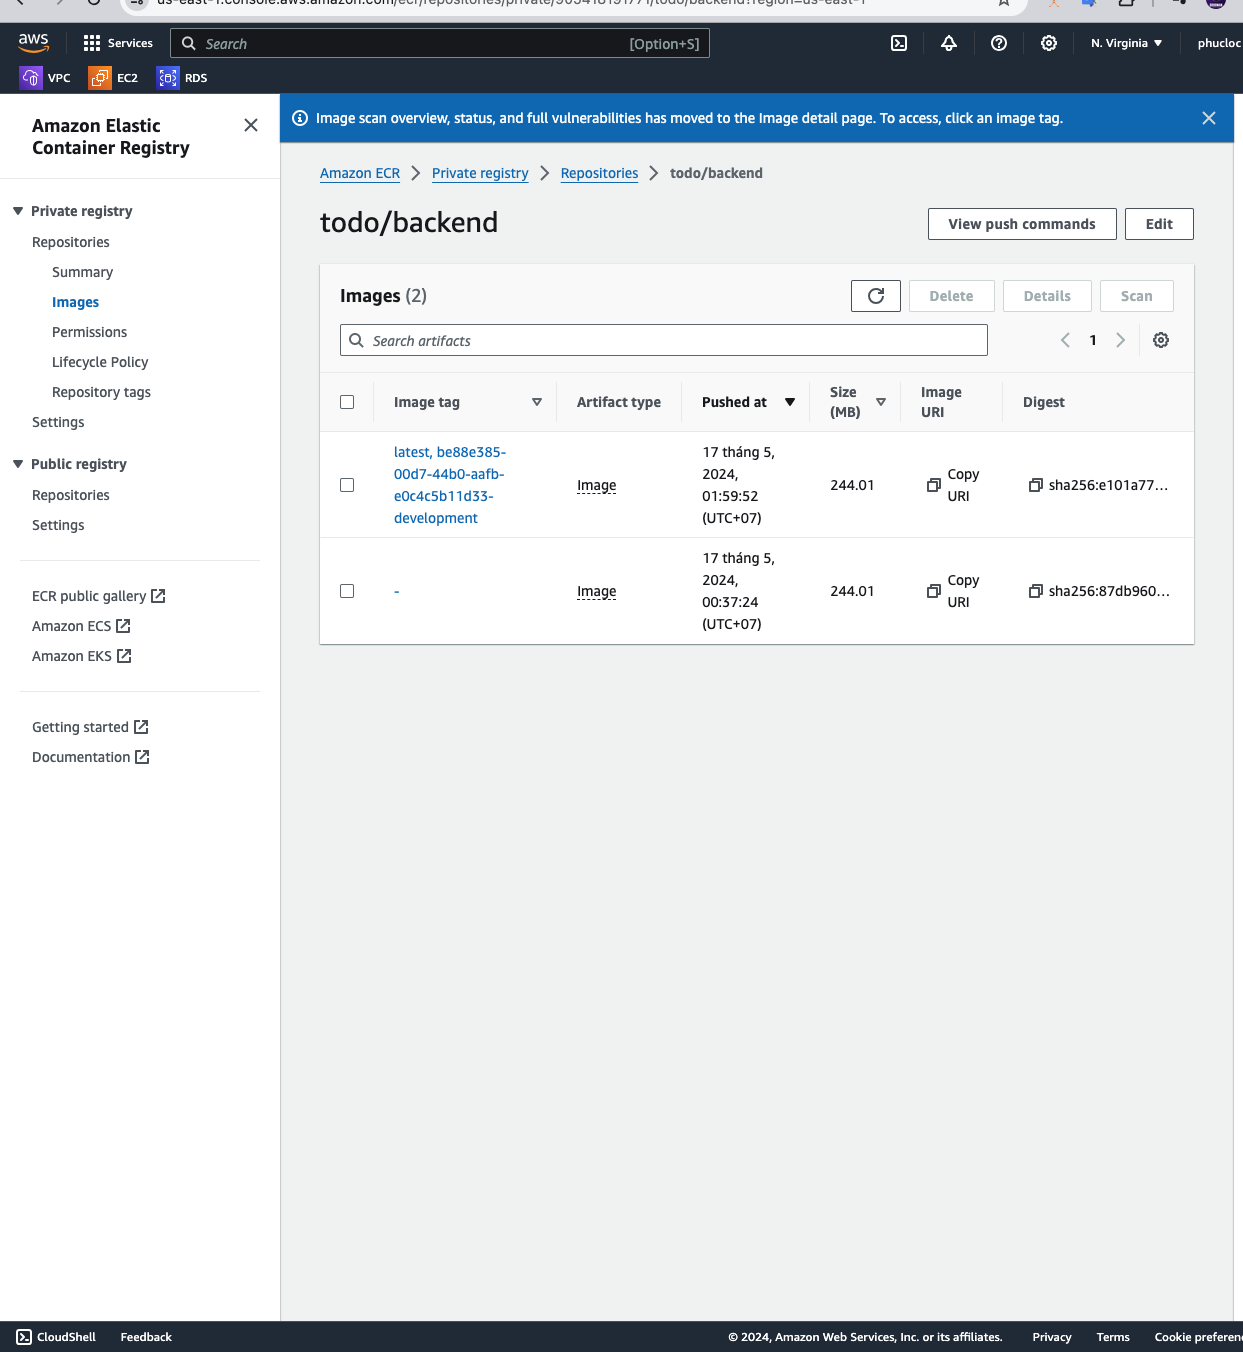 aws
Services
Search
[Option+S]
N. Virginia
phucloc
VPC
EC2
RDS
Amazon Elastic
Container Registry
Private registry
Repositories
Summary
Images
Permissions
Lifecycle Policy
Repository tags
Settings
Public registry
Repositories
Settings
ECR public gallery
Amazon ECS
Amazon EKS
Getting started
Documentation
Image scan overview, status, and full vulnerabilities has moved to the Image detail page. To access, click an image tag.
Amazon ECR
Private registry
Repositories
todo/backend
todo/backend
View push commands
Edit
Images (2)
Delete
Details
Scan
Search artifacts
1
Image tag
Artifact type
Pushed at
Size
(MB)
Image
URI
Digest
latest, be88e385-
00d7-44b0-aafb-
e0c4c5b11d33-
development
Image
17 tháng 5,
2024,
01:59:52
(UTC+07)
244.01
Copy
URI
sha256:e101a77...
-
Image
17 tháng 5,
2024,
00:37:24
(UTC+07)
244.01
Copy
URI
sha256:87db960...
CloudShell
Feedback
© 2024, Amazon Web Services, Inc. or its affiliates.
Privacy
Terms
Cookie preferen